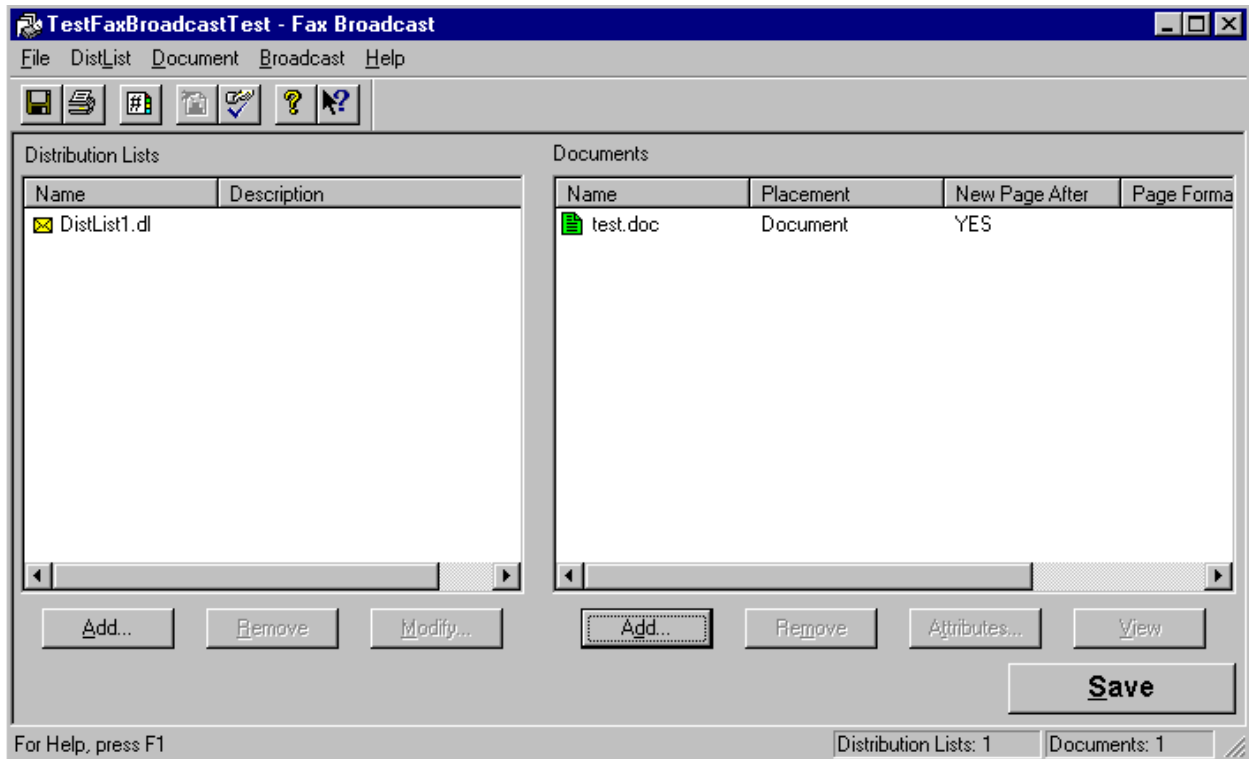 TestFaxBroadcastTest - Fax Broadcast
File DistList Document Broadcast Help
#
? ?
Distribution Lists
Documents
Name Description
Name Placement New Page After Page Forma
DistList1.dl
test.doc Document YES
Add... Remove Modify...
Add... Remove Attributes... View
Save
For Help, press F1
Distribution Lists: 1 Documents: 1